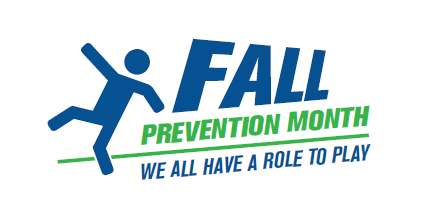 FALL
PREVENTION MONTH
WE ALL HAVE A ROLE TO PLAY